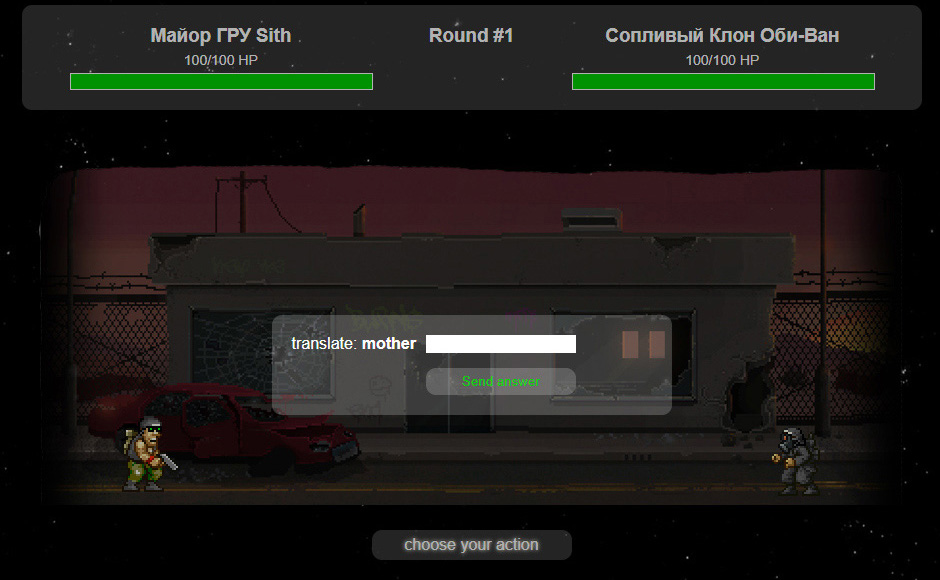 Майор ГРУ Sith
Round #1
Сопливый Клон Оби-Ван
100/100 HP
100/100 HP
translate: mother
Send answer
choose your action